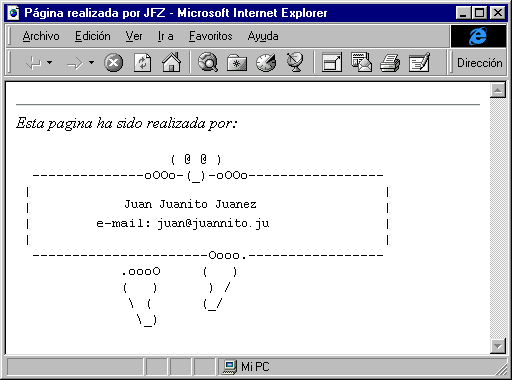 Página realizada por JFZ - Microsoft Internet Explorer
Archivo Edición Ver Ir a Favoritos Ayuda
Dirección
Esta pagina ha sido realizada por:
( @ @ )
--------------oOOo-(_)-oOOo-----------------
|                                            |
|            Juan Juanito Juanez             |
|        e-mail: juan@juannito.ju            |
|                                            |
----------------------Oooo.-----------------
.oooO     (   )
(   )      ) /
\ (      (_/
\_)
Mi PC